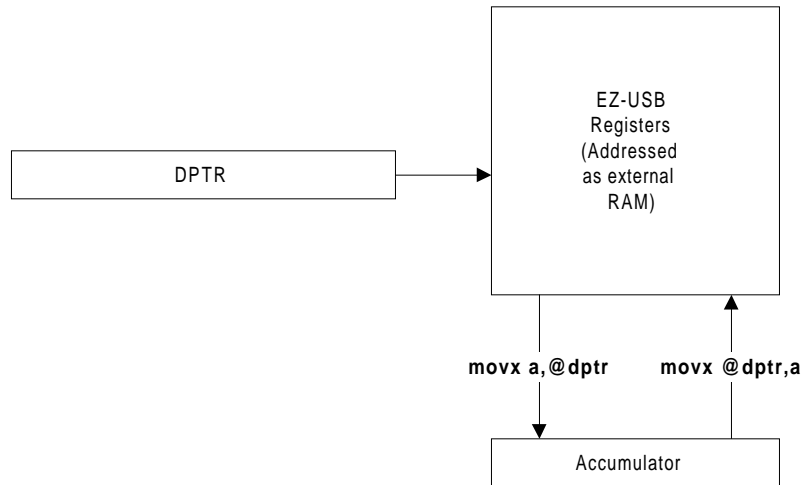 EZ-USB
Registers
(Addressed
as external
RAM)
DPTR
movx a,@dptr
movx @dptr,a
Accumulator